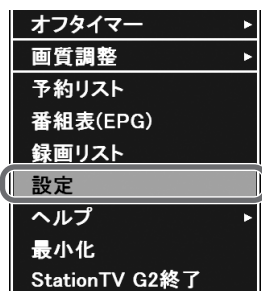 オフタイマー
画質調整
予約リスト
番組表(EPG)
録画リスト
設定
ヘルプ
最小化
StationTV G2終了